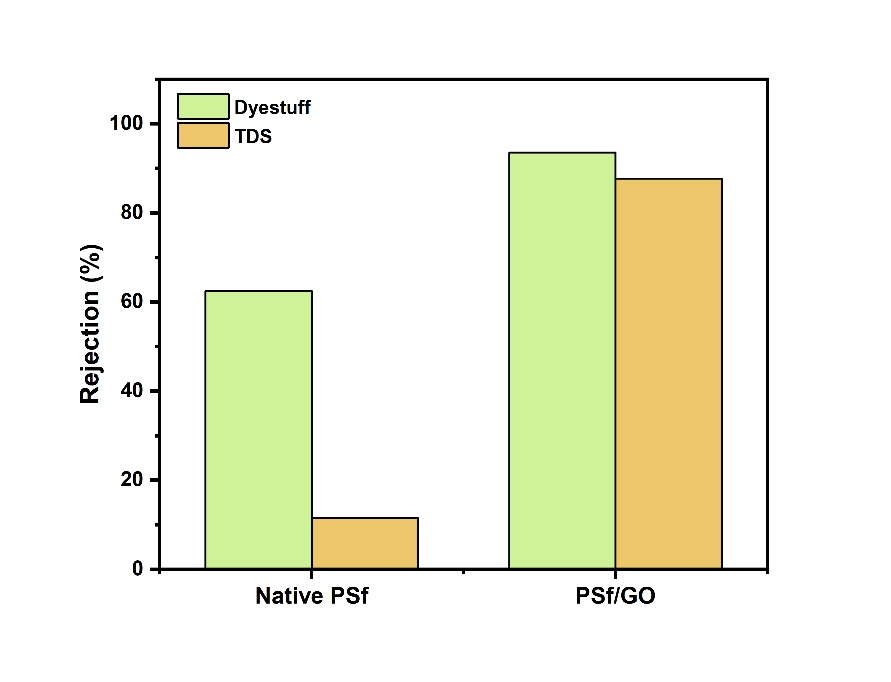 Dyestuff
TDS
100
80
60
40
20
0
Rejection (%)
Native PSf
PSf/GO